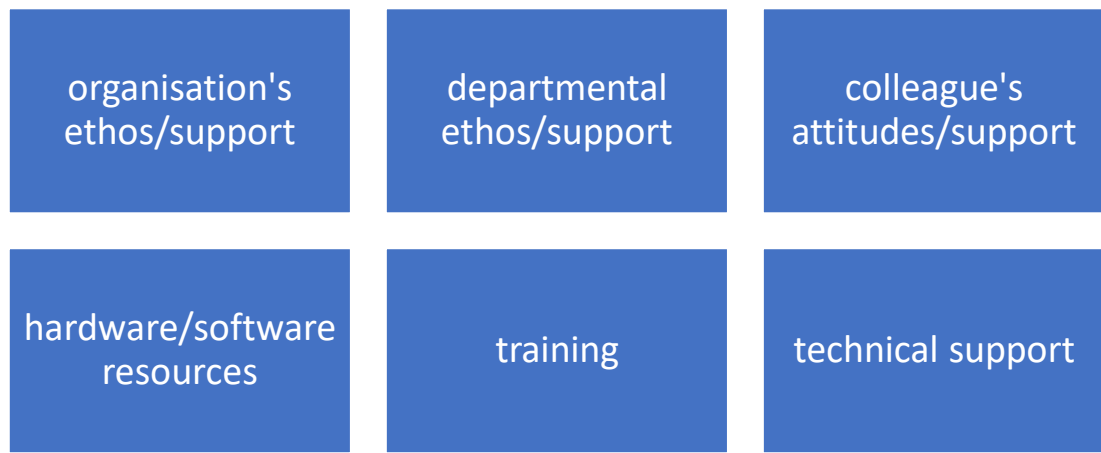 organisation's
ethos/support
departmental
ethos/support
colleague's
attitudes/support
hardware/software
resources
training
technical support